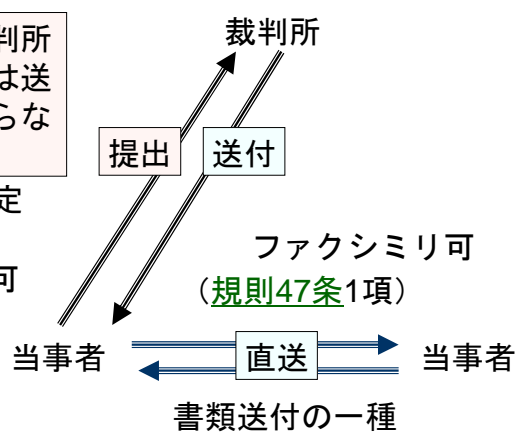 判所
は送
らな
定
可
裁判所
提出
送付
ファクシミリ可
（規則47条1項）
当事者
直送
当事者
書類送付の一種